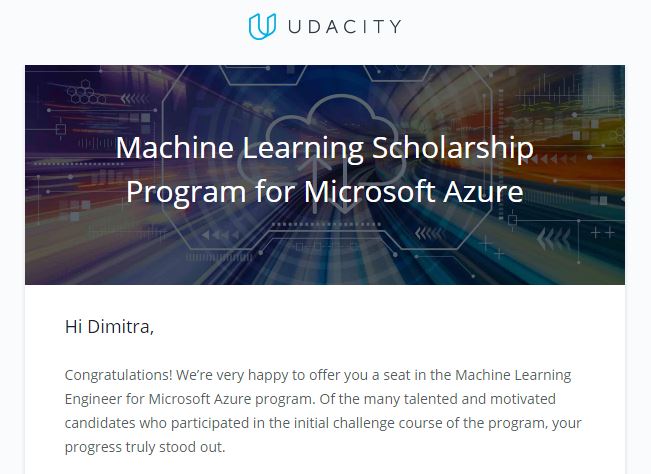 UDACITY
Machine Learning Scholarship
Program for Microsoft Azure
Hi Dimitra,
Congratulations! We’re very happy to offer you a seat in the Machine Learning
Engineer for Microsoft Azure program. Of the many talented and motivated
candidates who participated in the initial challenge course of the program, your
progress truly stood out.